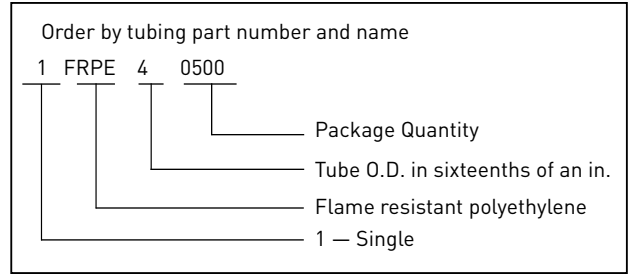 Order by tubing part number and name
1 FRPE 4 0500
Package Quantity
Tube O.D. in sixteenths of an in.
Flame resistant polyethylene
1 — Single